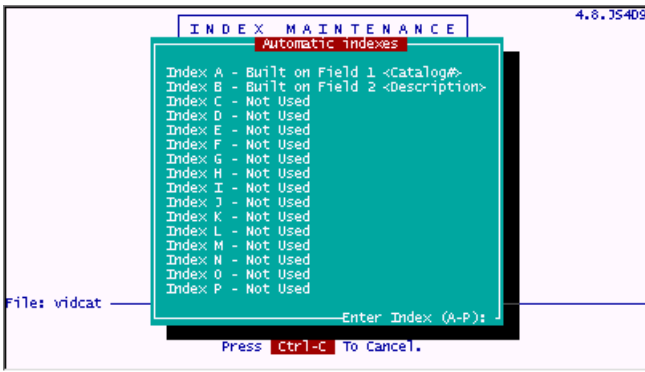 4.8.JS4D9
I N D E X M A I N T E N A N C E
Automatic indexes
Index A - Built on Field 1 <Catalog#>
Index B - Built on Field 2 <Description>
Index C - Not Used
Index D - Not Used
Index E - Not Used
Index F - Not Used
Index G - Not Used
Index H - Not Used
Index I - Not Used
Index J - Not Used
Index K - Not Used
Index L - Not Used
Index M - Not Used
Index N - Not Used
Index O - Not Used
Index P - Not Used
File: vidcat
Enter Index (A-P):
Press Ctrl-C To Cancel.